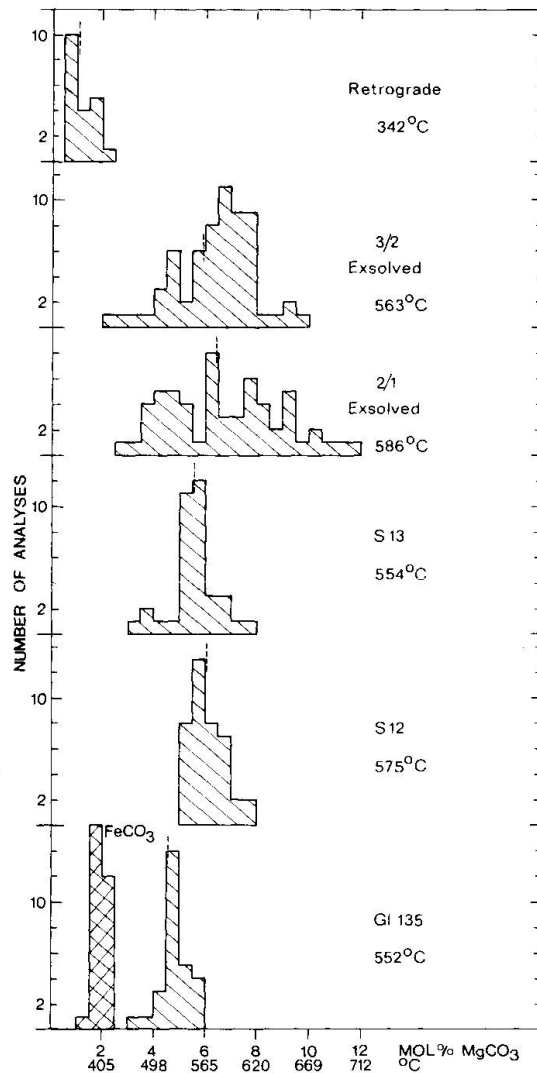 10
Retrograde
342°C
2
10
3/2
Exsolved
563°C
2
2/1
Exsolved
586°C
2
10
S 13
554°C
2
NUMBER OF ANALYSES
10
S 12
575°C
2
FeCO3
10
Gl 135
552°C
2
2 4 6 8 10 12 MOL% MgCO3
405 498 565 620 669 712 °C